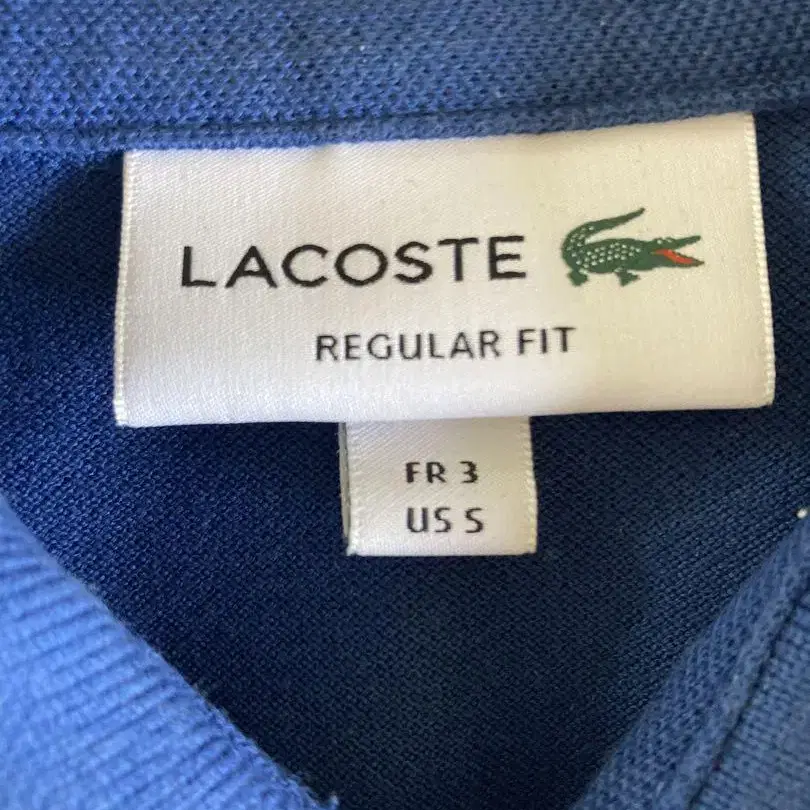 LACOSTE
REGULAR FIT
FR 3
US S